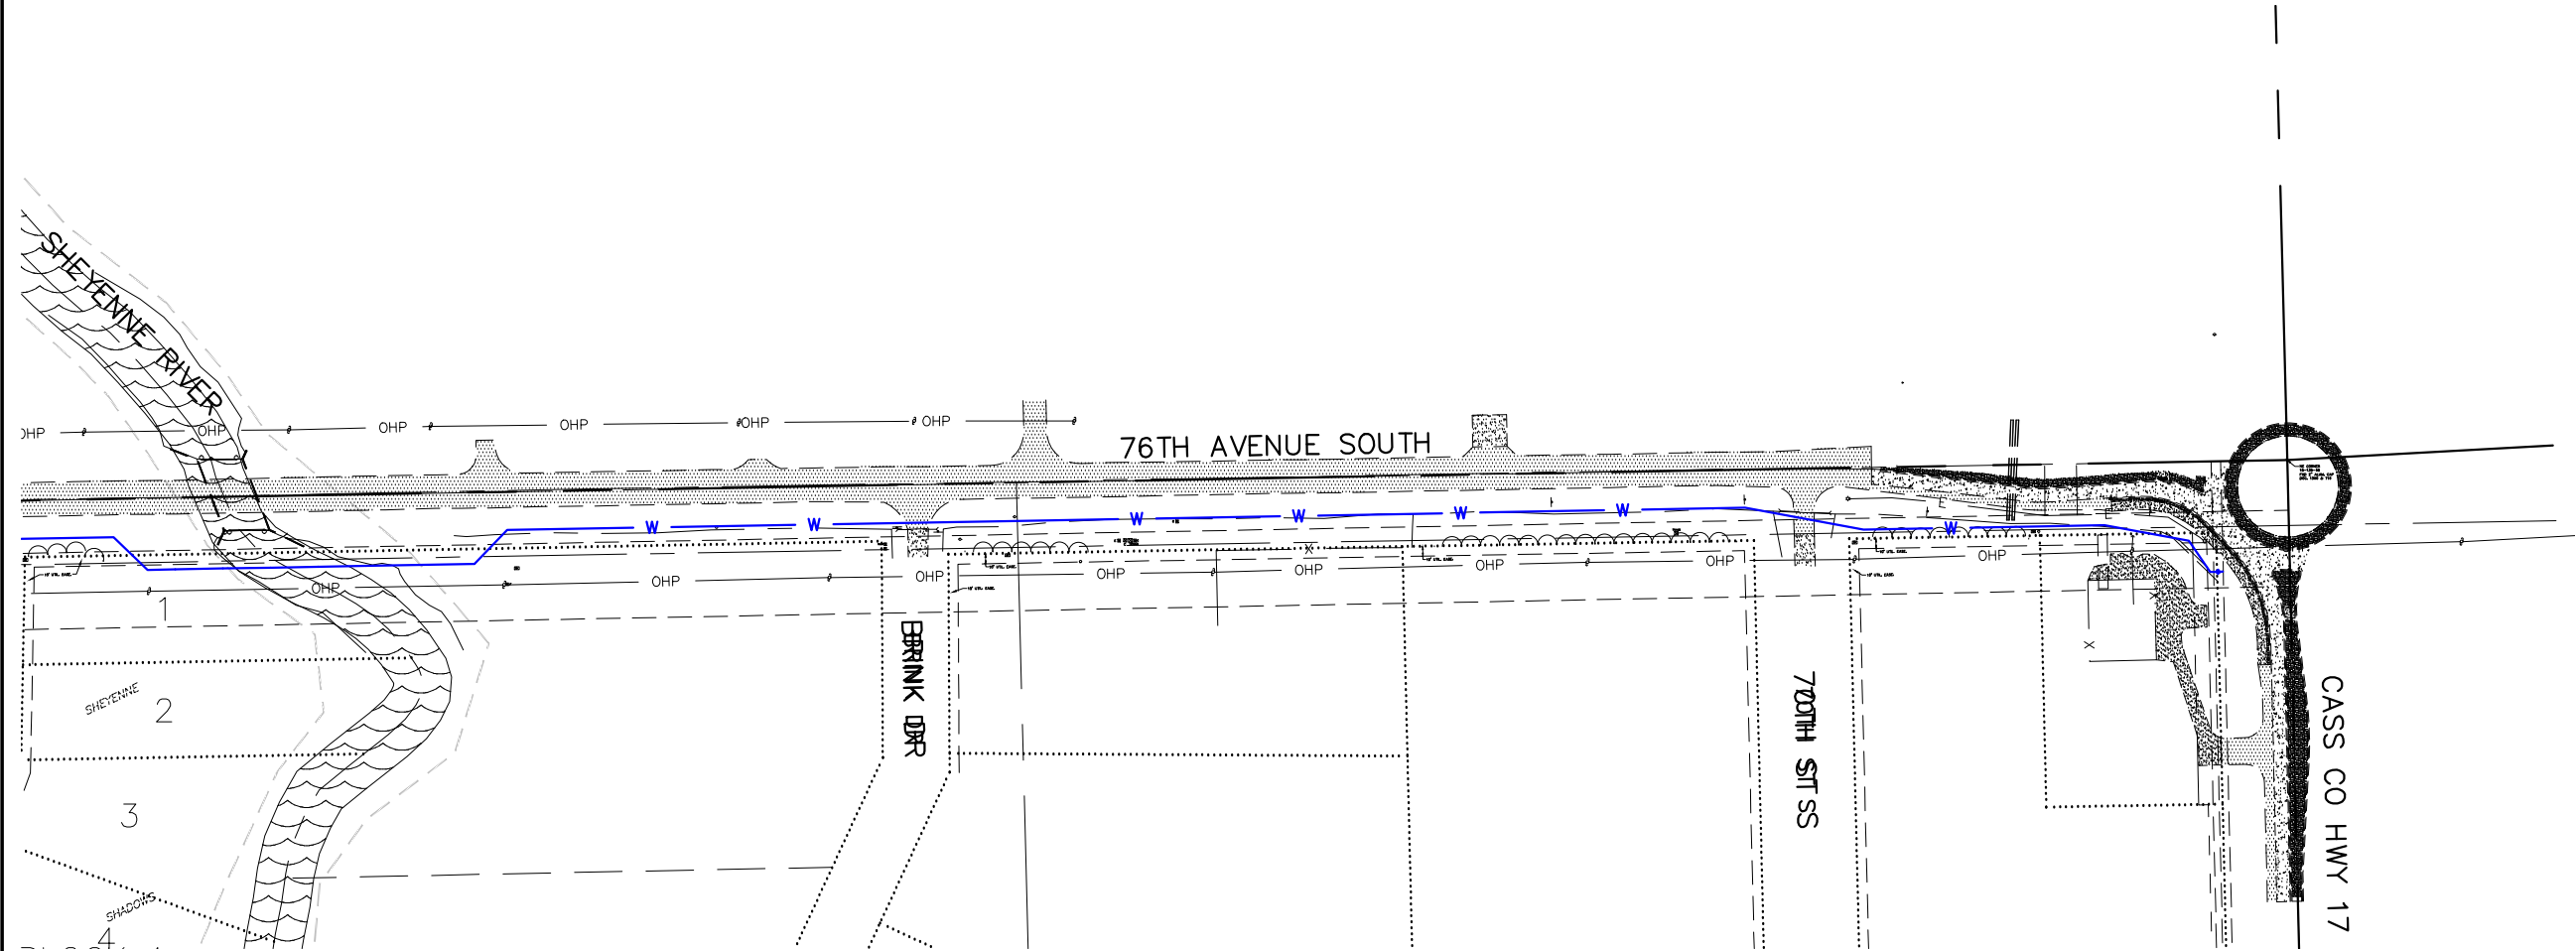 SHEYENNE RIVER
OHP OHP OHP OHP OHP OHP
76TH AVENUE SOUTH
W W W W W W W W
OHP OHP OHP OHP OHP OHP OHP OHP
X
1
BRINK DR
X
2
SHEYENNE
70TH ST S
CASS CO HWY 17
3
SHADOWS
4